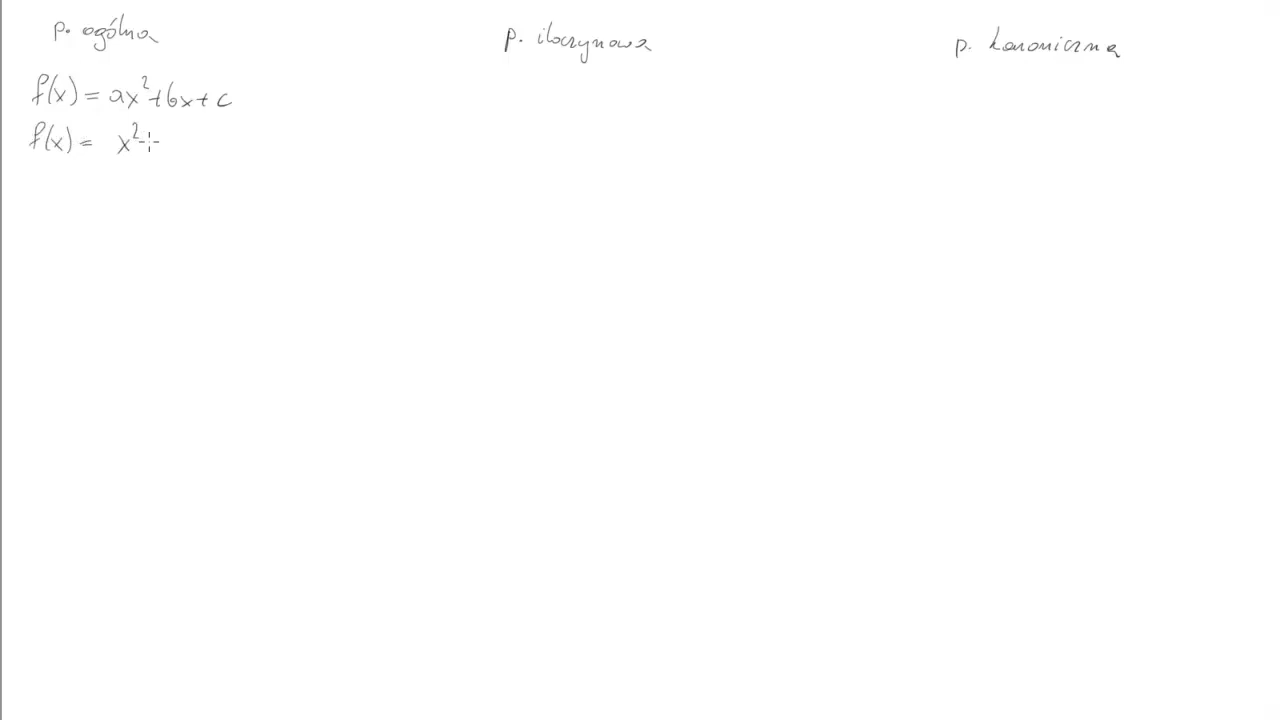 p. ogólna
p. iloczynowa
p. kanoniczna
f(x) = ax²+bx+c
f(x) = x²+